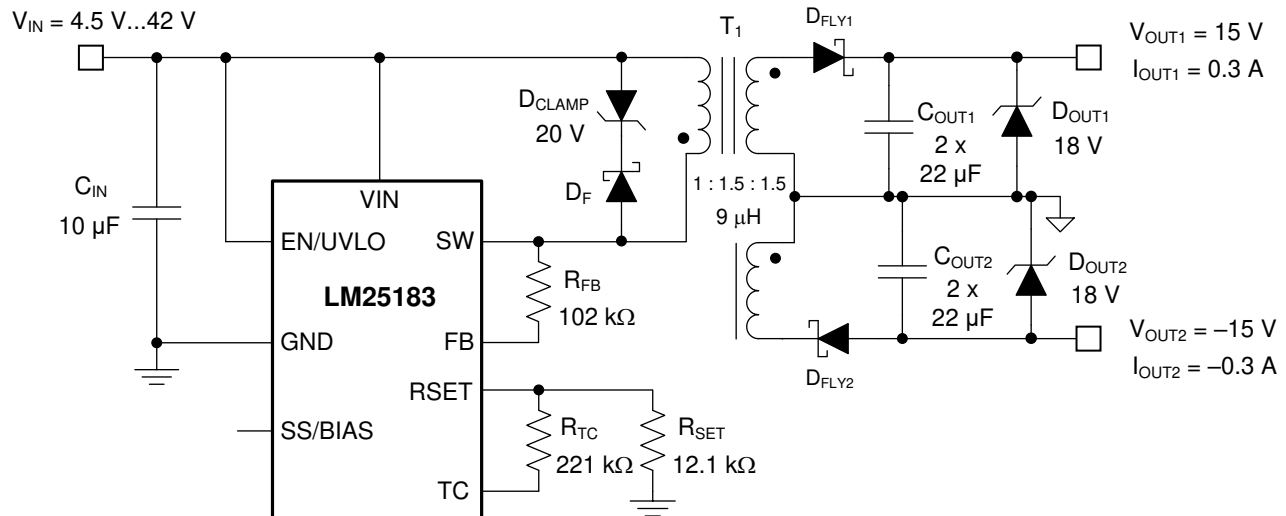 V_IN = 4.5 V...42 V
D_FLY1
T_1
V_OUT1 = 15 V
I_OUT1 = 0.3 A
D_CLAMP
20 V
C_OUT1
2 x
22 µF
D_OUT1
18 V
C_IN
10 µF
VIN
D_F
1 : 1.5 : 1.5
9 μH
EN/UVLO
SW
LM25183
R_FB
102 kΩ
C_OUT2
2 x
22 µF
D_OUT2
18 V
GND
FB
V_OUT2 = –15 V
I_OUT2 = –0.3 A
D_FLY2
RSET
SS/BIAS
R_TC
221 kΩ
R_SET
12.1 kΩ
TC